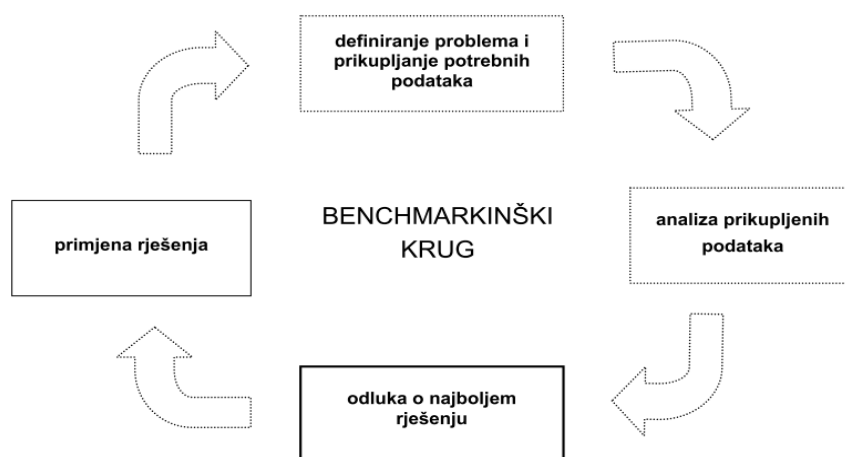 definiranje problema i
prikupljanje potrebnih
podataka
BENCHMARKINŠKI
KRUG
analiza prikupljenih
podataka
primjena rješenja
odluka o najboljem
rješenju